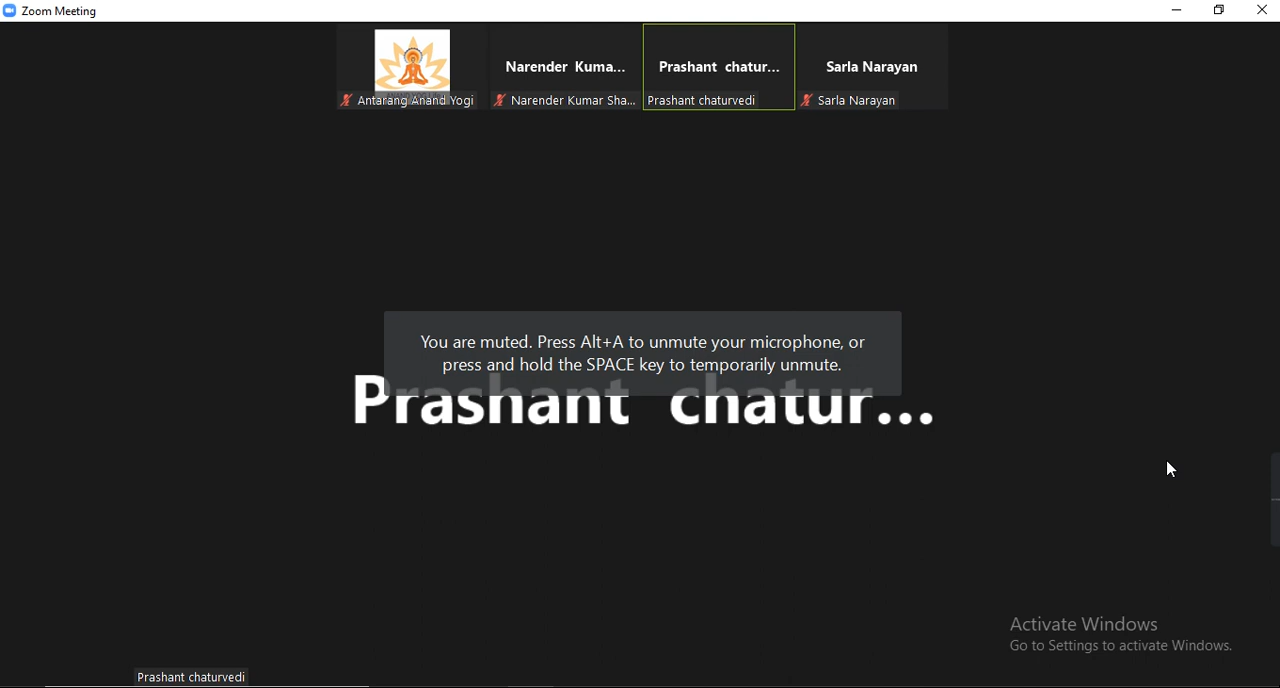 Zoom Meeting
Narender Kuma...
Prashant chatur...
Sarla Narayan
Antarang Anand Yogi
Narender Kumar Sha...
Prashant chaturvedi
Sarla Narayan
You are muted. Press Alt+A to unmute your microphone, or
press and hold the SPACE key to temporarily unmute.
Prashant chatur...
Activate Windows
Go to Settings to activate Windows.
Prashant chaturvedi